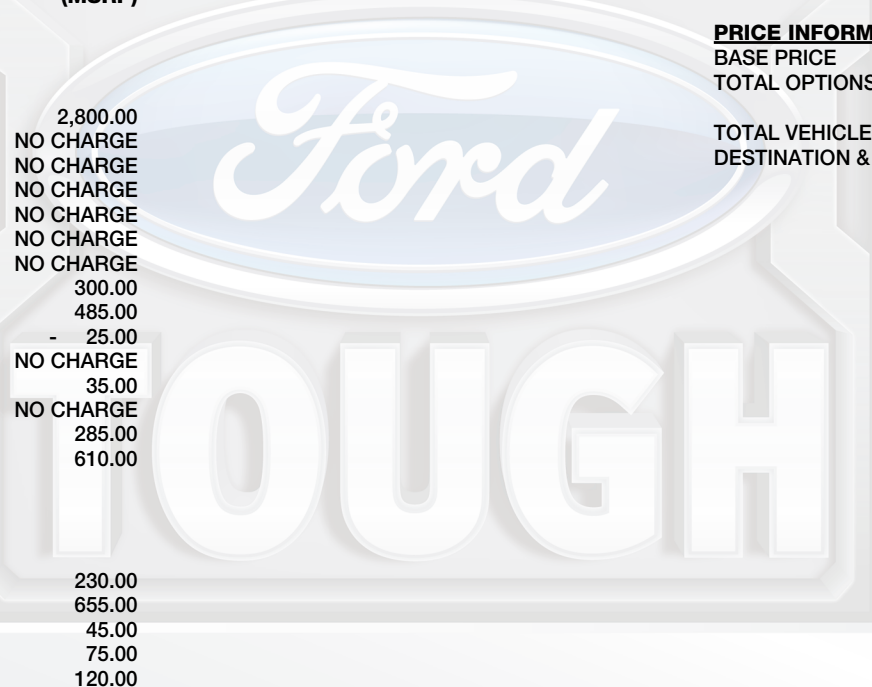 (MSRP)
2,800.00
NO CHARGE
NO CHARGE
NO CHARGE
NO CHARGE
NO CHARGE
NO CHARGE
300.00
485.00
- 25.00
NO CHARGE
35.00
NO CHARGE
285.00
610.00
230.00
655.00
45.00
75.00
120.00
PRICE INFORM
BASE PRICE
TOTAL OPTIONS
TOTAL VEHICLE
DESTINATION &
Ford
TOUGH